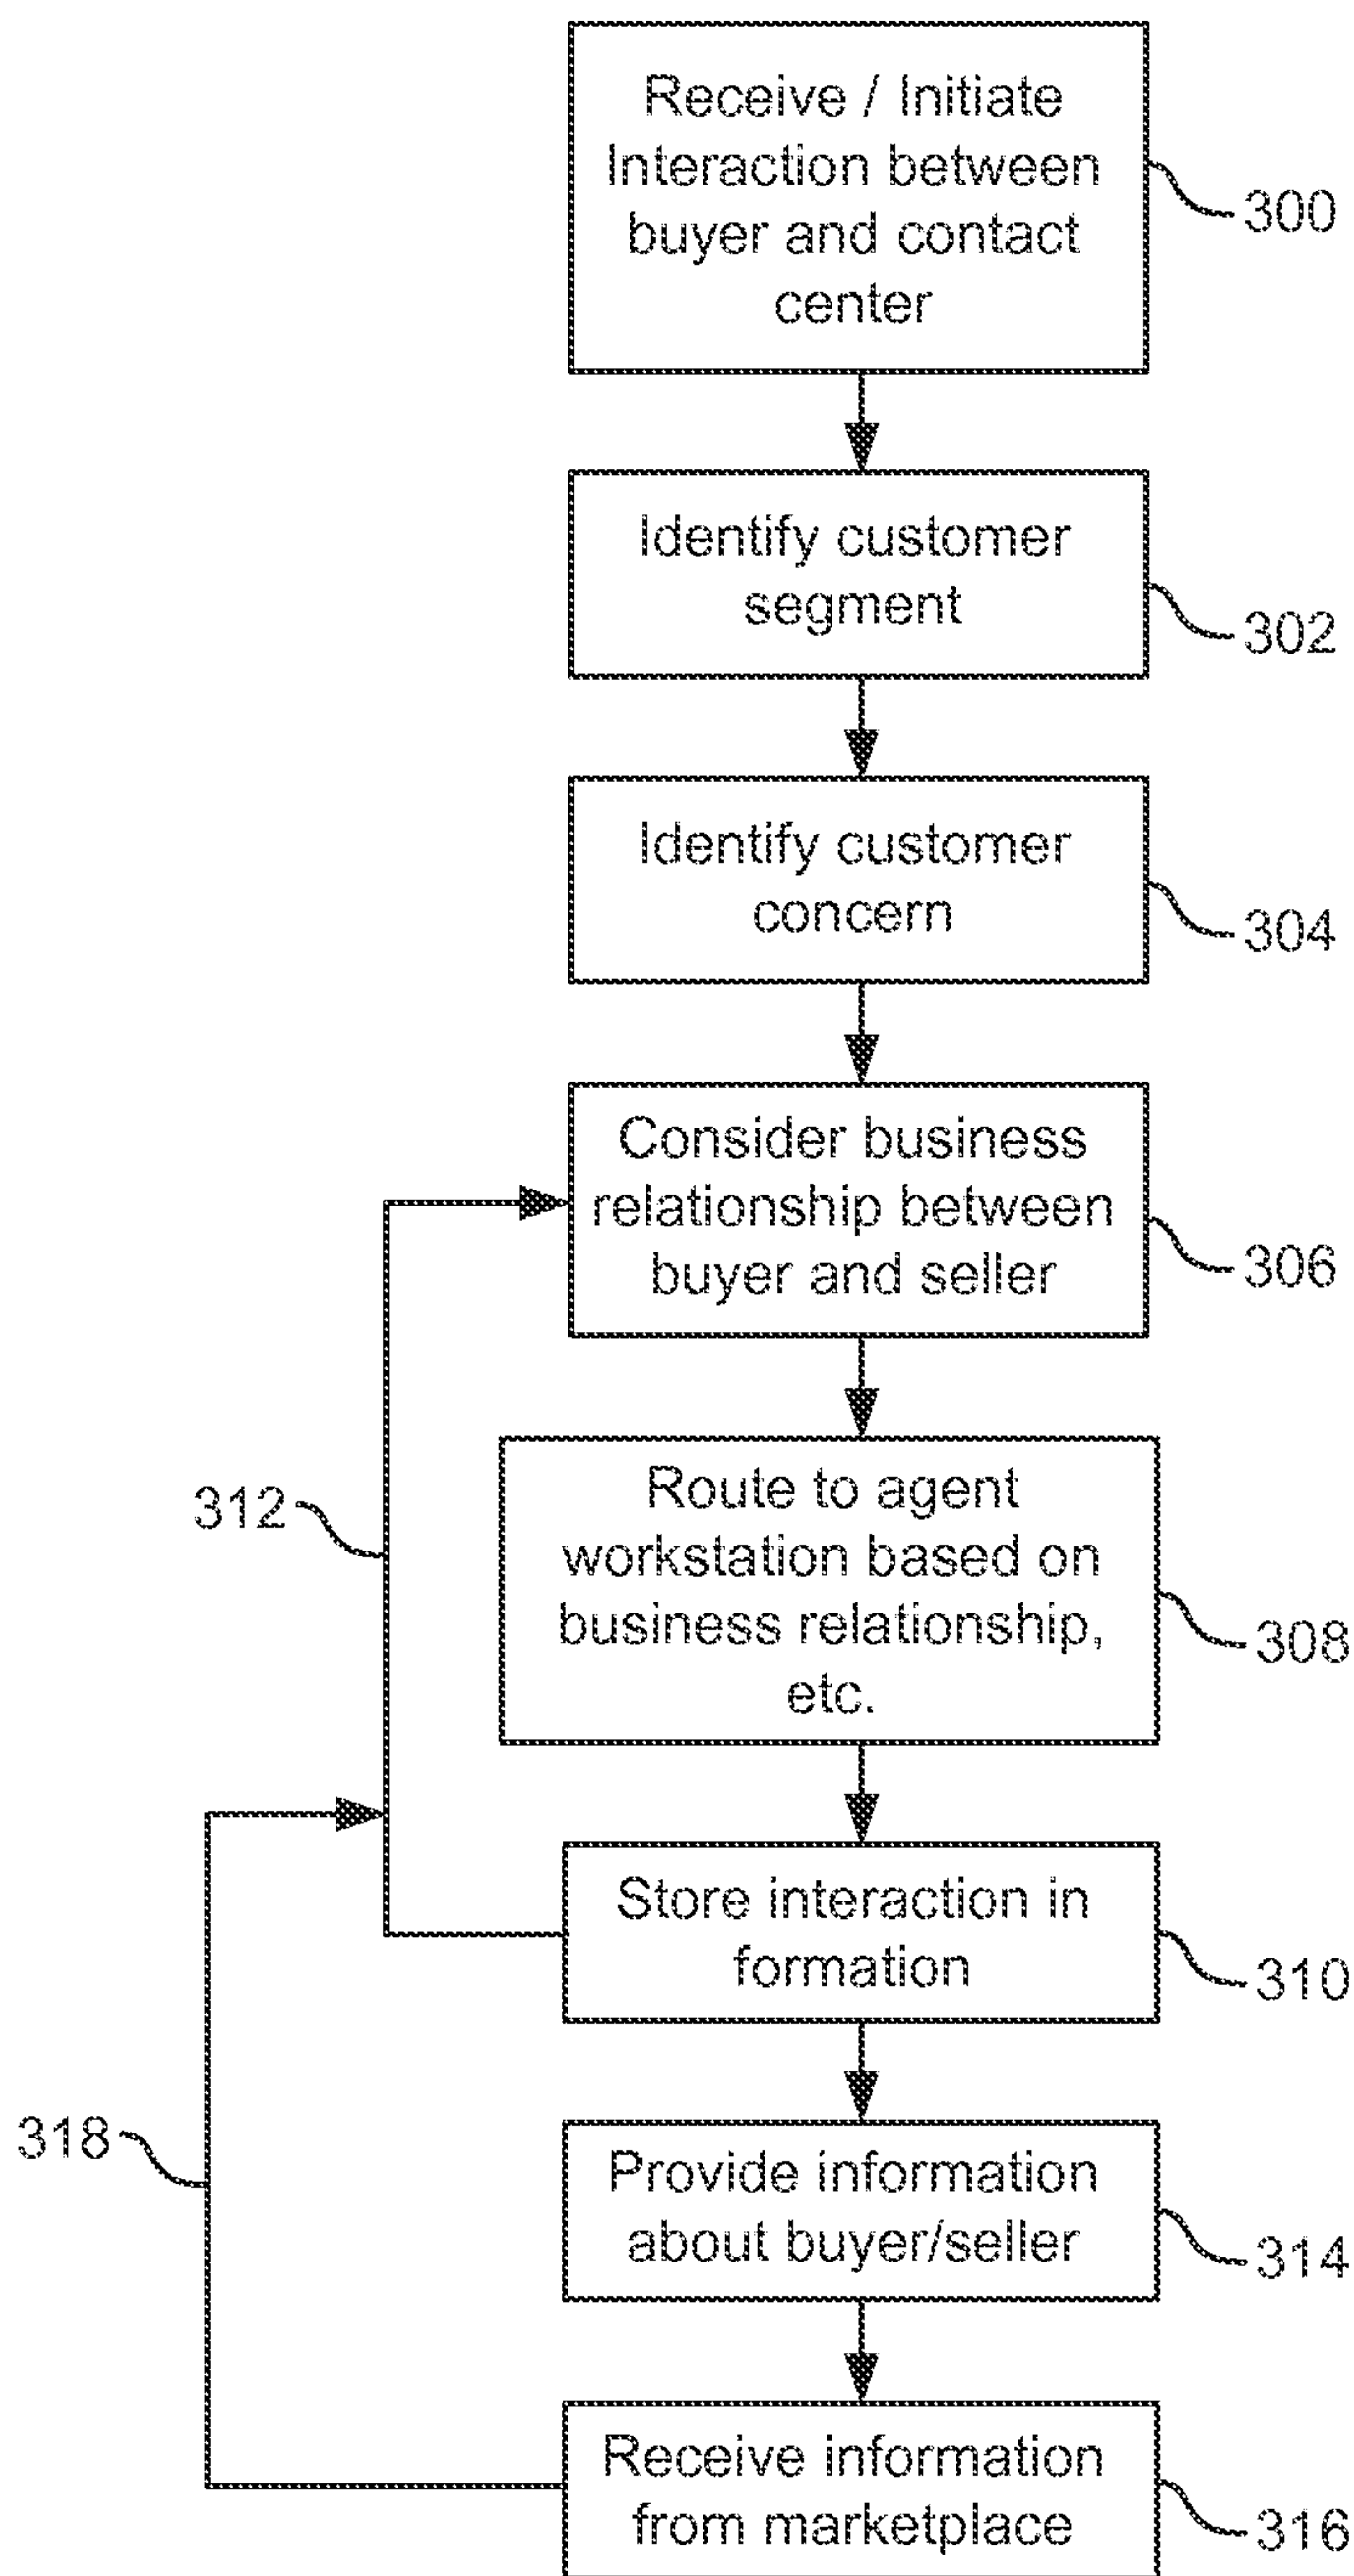 Receive / Initiate
Interaction between
buyer and contact
center
300
Identify customer
segment
302
Identify customer
concern
304
Consider business
relationship between
buyer and seller
306
312
Route to agent
workstation based on
business relationship,
etc.
308
Store interaction in
formation
310
318
Provide information
about buyer/seller
314
Receive information
from marketplace
316